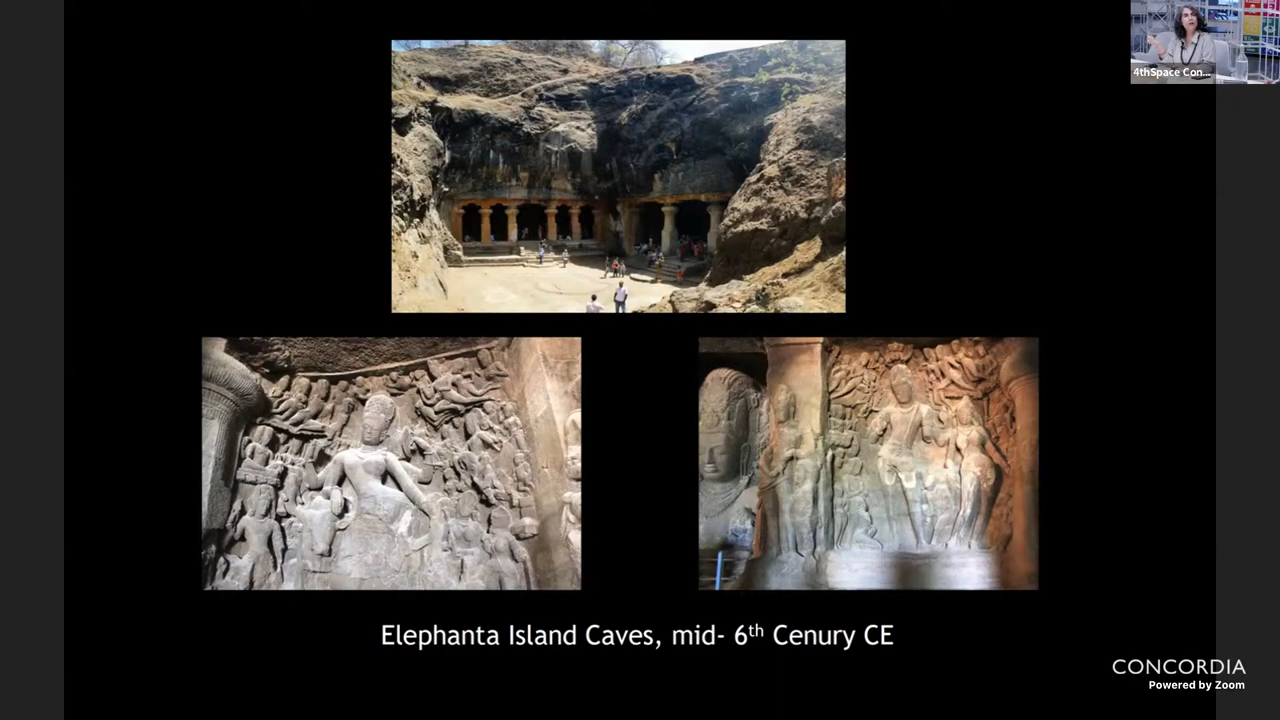 4thSpace Con...
Elephanta Island Caves, mid- 6th Cenury CE
CONCORDIA
Powered by Zoom